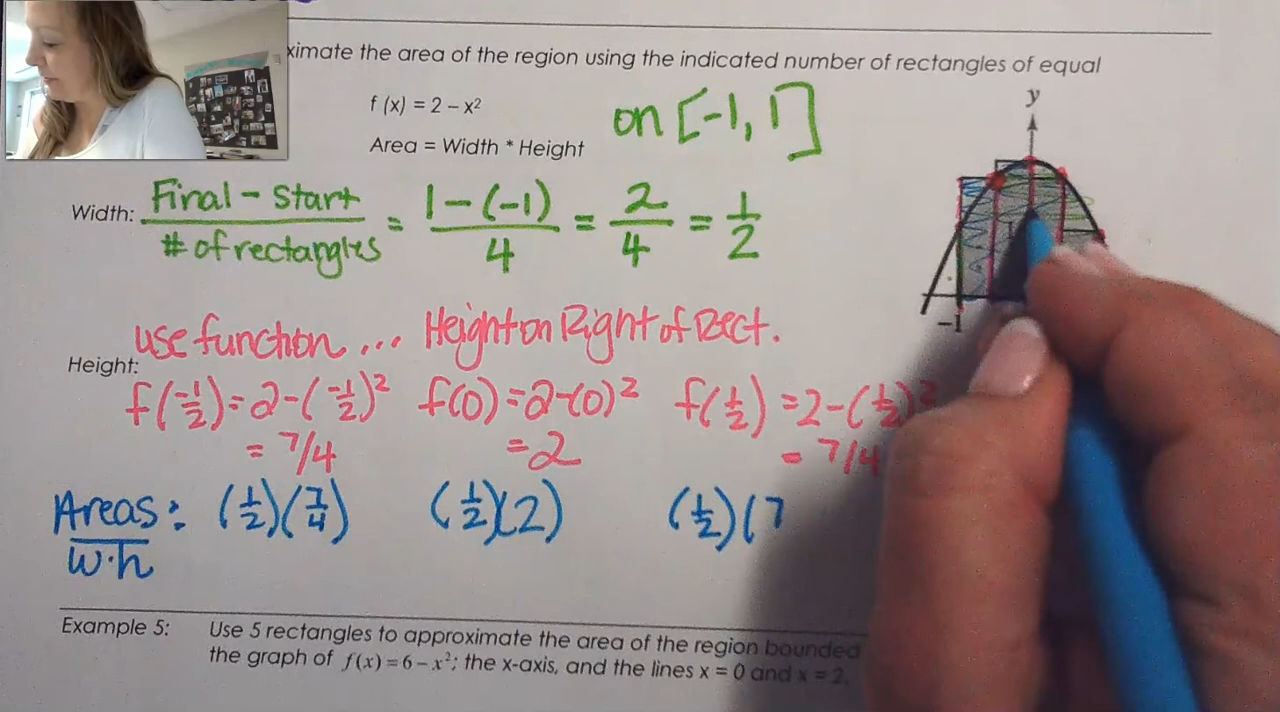 ximate the area of the region using the indicated number of rectangles of equal
f (x) = 2 – x²
on [-1, 1]
Area = Width * Height
y
Width: Final - Start / # of rectangles = 1-(-1) / 4 = 2/4 = 1/2
-1
use function ... Height on Right of Rect.
Height:
f(-1/2) = 2-(-1/2)² f(0) = 2-(0)² f(1/2) = 2-(1/2)²
= 7/4 = 2 = 7/4
Areas: (1/2)(7/4) (1/2)(2) (1/2)(7
w·h
Example 5: Use 5 rectangles to approximate the area of the region bounded
the graph of f(x) = 6 – x²; the x-axis, and the lines x = 0 and x = 2.